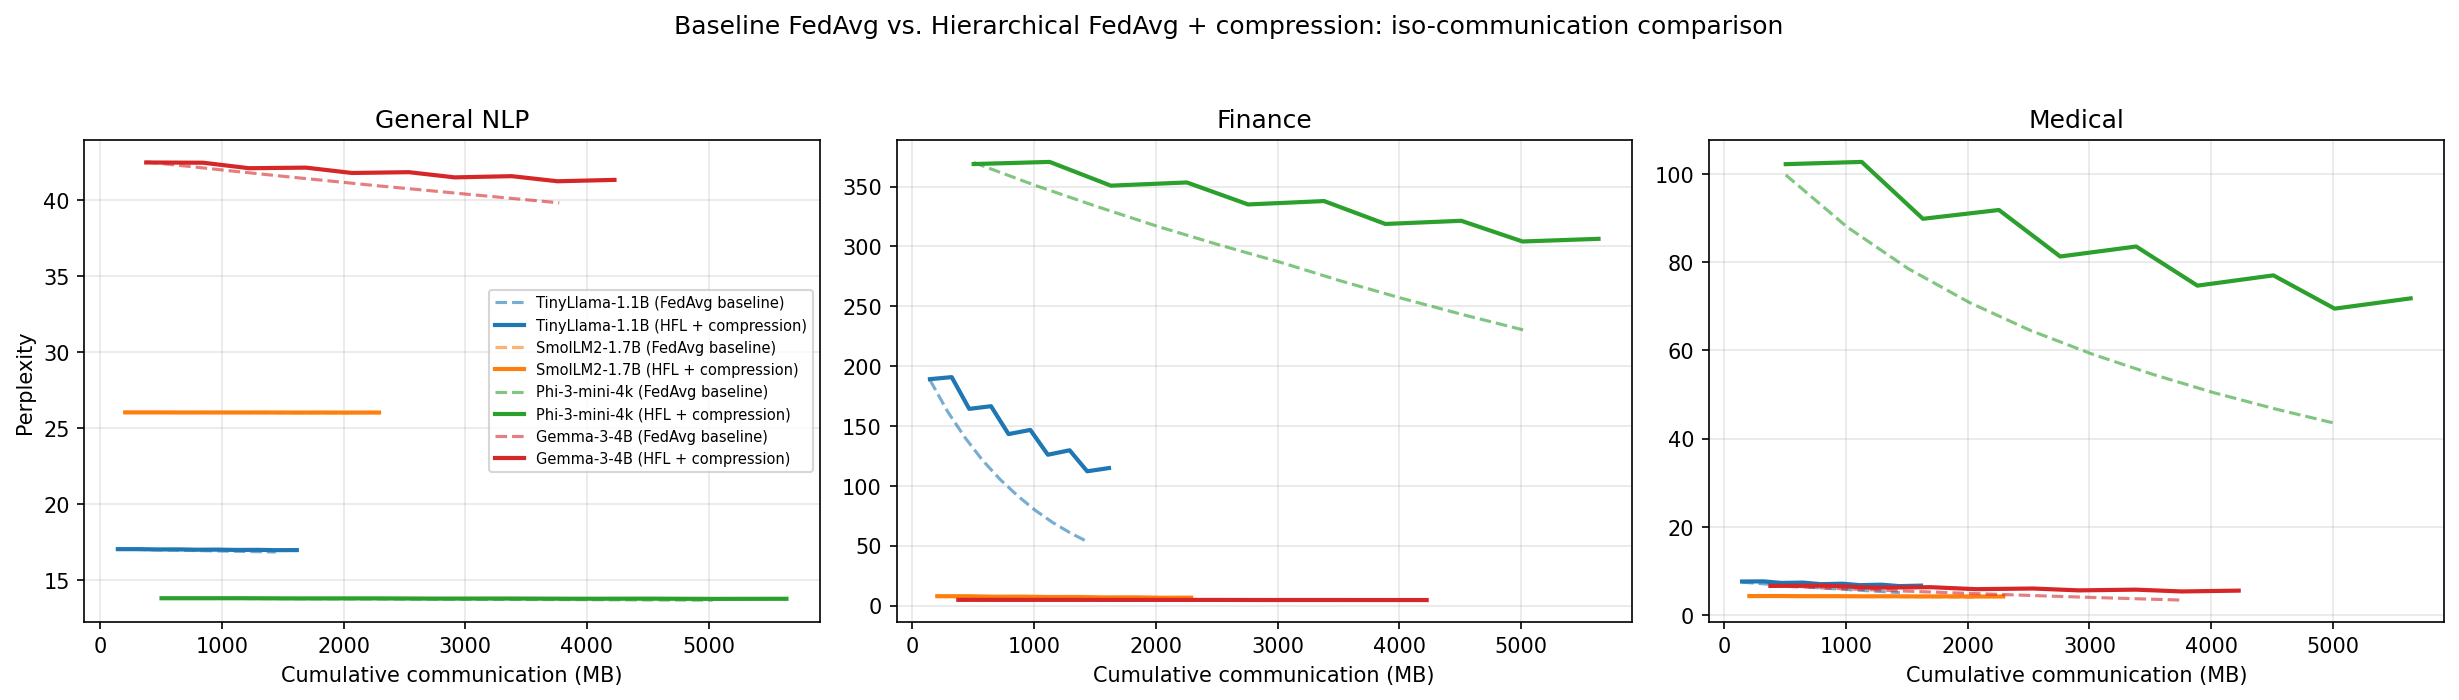 Baseline FedAvg vs. Hierarchical FedAvg + compression: iso-communication comparison
General NLP
Perplexity
40
35
30
25
20
15
TinyLlama-1.1B (FedAvg baseline)
TinyLlama-1.1B (HFL + compression)
SmolLM2-1.7B (FedAvg baseline)
SmolLM2-1.7B (HFL + compression)
Phi-3-mini-4k (FedAvg baseline)
Phi-3-mini-4k (HFL + compression)
Gemma-3-4B (FedAvg baseline)
Gemma-3-4B (HFL + compression)
0 1000 2000 3000 4000 5000
Cumulative communication (MB)
Finance
350
300
250
200
150
100
50
0
0 1000 2000 3000 4000 5000
Cumulative communication (MB)
Medical
100
80
60
40
20
0
0 1000 2000 3000 4000 5000
Cumulative communication (MB)